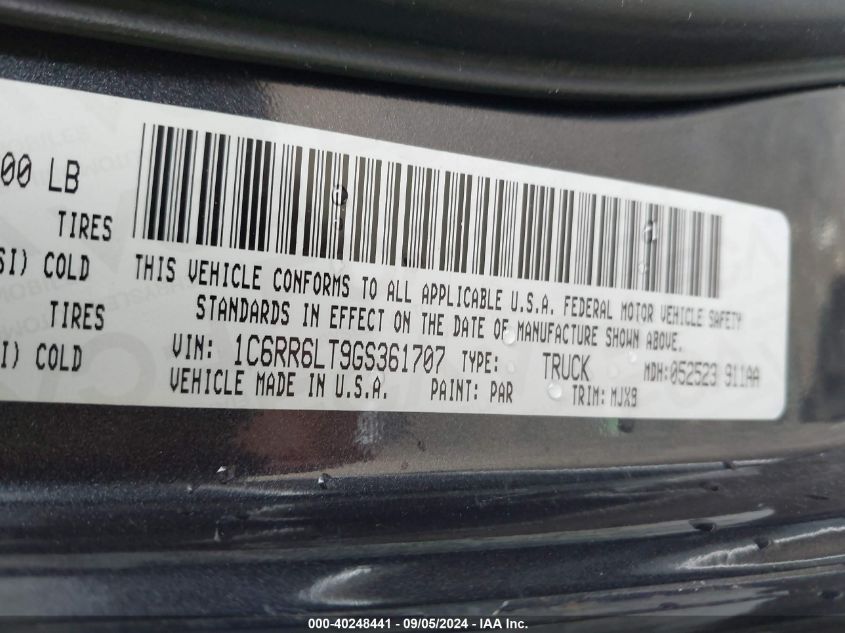 00 LB
TIRES
SI) COLD
TIRES
I) COLD
THIS VEHICLE CONFORMS TO ALL APPLICABLE U.S.A. FEDERAL MOTOR VEHICLE SAFETY
STANDARDS IN EFFECT ON THE DATE OF MANUFACTURE SHOWN ABOVE.
VIN: 1C6RR6LT9GS361707 TYPE: TRUCK MDH: 052523 911AA
VEHICLE MADE IN U.S.A. PAINT: PAR TRIM: MJX9
000-40248441 - 09/05/2024 - IAA Inc.